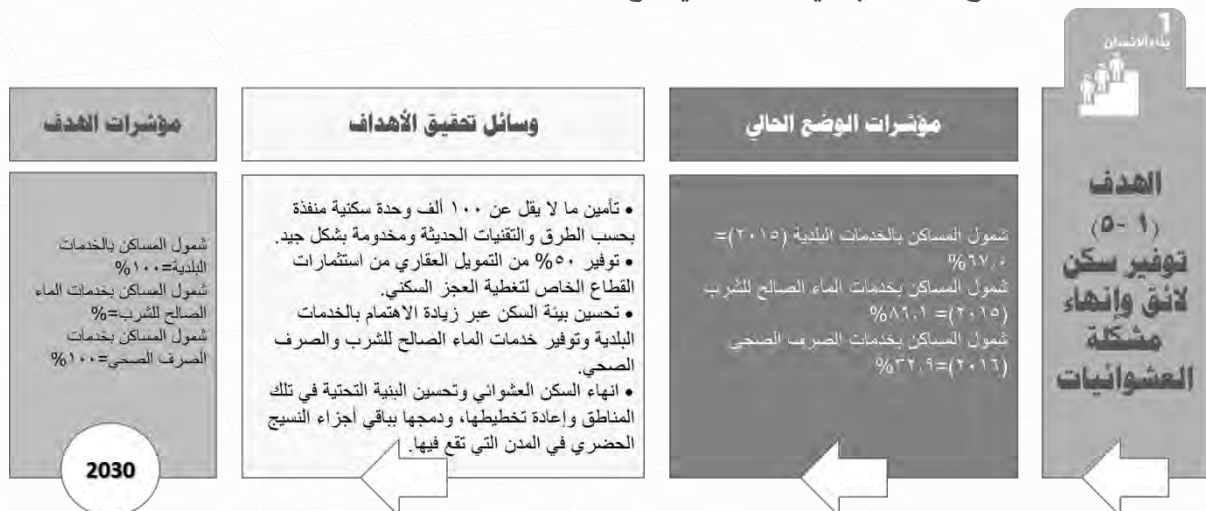 1
بناء الانسان
الهدف
(١ -٥)
توفير سكن
لائق وإنهاء
مشكلة
العشوائيات
مؤشرات الوضع الحالي
شمول المساكن بالخدمات البلدية (٢٠١٥)=
٦٧.٠%
شمول المساكن بخدمات الماء الصالح للشرب
(٢٠١٥)= ٨٦.١%
شمول المساكن بخدمات الصرف الصحي
(٢٠١٦)=٣٢.٩%
وسائل تحقيق الأهداف
• تأمين ما لا يقل عن ١٠٠ ألف وحدة سكنية منفذة
بحسب الطرق والتقنيات الحديثة ومخدومة بشكل جيد.
• توفير ٥٠% من التمويل العقاري من استثمارات
القطاع الخاص لتغطية العجز السكني.
• تحسين بيئة السكن عبر زيادة الاهتمام بالخدمات
البلدية وتوفير خدمات الماء الصالح للشرب والصرف
الصحي.
• انهاء السكن العشوائي وتحسين البنية التحتية في تلك
المناطق وإعادة تخطيطها، ودمجها بباقي أجزاء النسيج
الحضري في المدن التي تقع فيها.
مؤشرات الهدف
شمول المساكن بالخدمات
البلدية=١٠٠%
شمول المساكن بخدمات الماء
الصالح للشرب=%
شمول المساكن بخدمات
الصرف الصحي=١٠٠%
2030